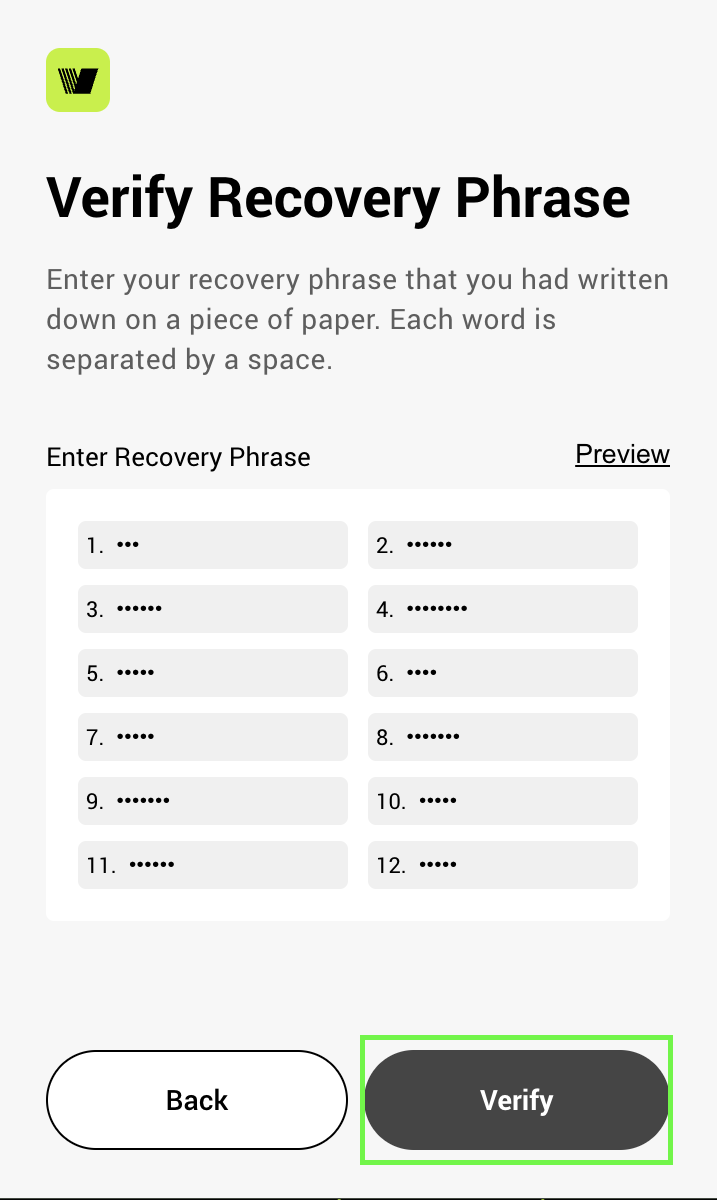 Verify Recovery Phrase
Enter your recovery phrase that you had written
down on a piece of paper. Each word is
separated by a space.
Enter Recovery Phrase Preview
1. ••• 2. ••••••
3. •••••• 4. ••••••••
5. ••••• 6. ••••
7. ••••• 8. •••••••
9. ••••••• 10. •••••
11. •••••• 12. •••••
Back Verify